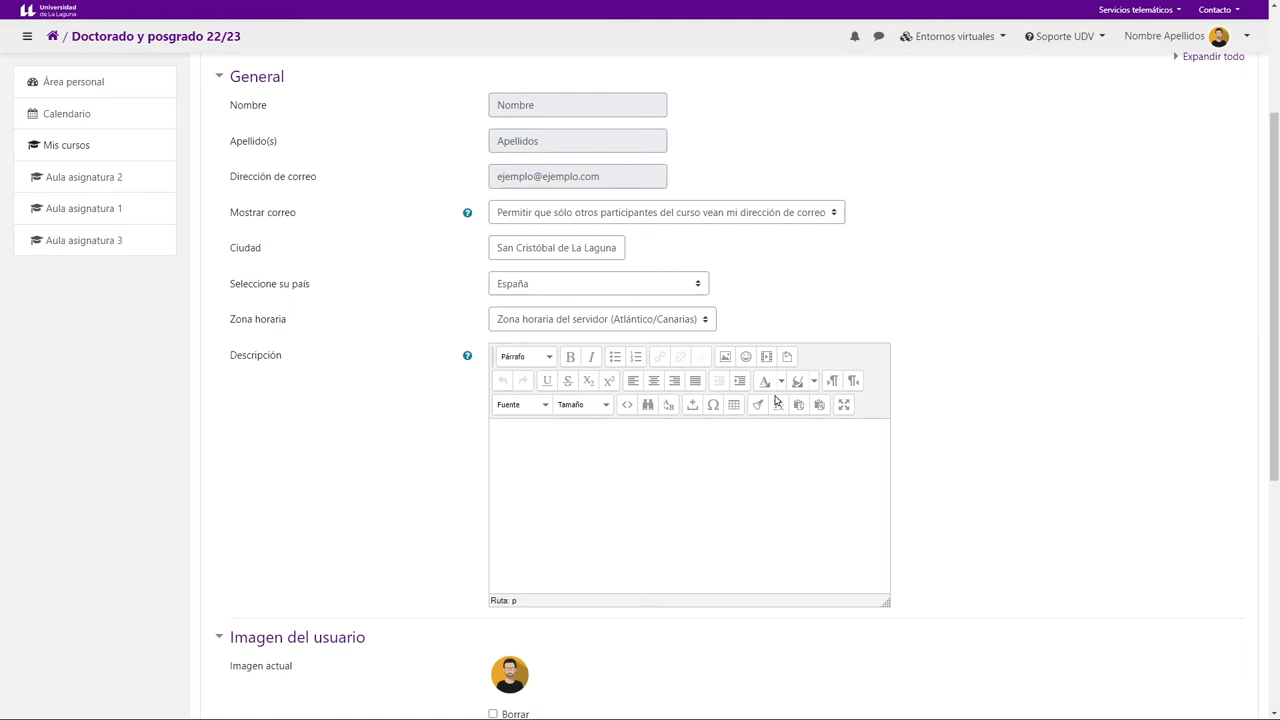 Universidad
de La Laguna
Servicios telemáticos
Contacto
/ Doctorado y posgrado 22/23
Entornos virtuales
Soporte UDV
Nombre Apellidos
Expandir todo
Área personal
Calendario
Mis cursos
Aula asignatura 2
Aula asignatura 1
Aula asignatura 3
General
Nombre
Nombre
Apellido(s)
Apellidos
Dirección de correo
ejemplo@ejemplo.com
Mostrar correo
Permitir que sólo otros participantes del curso vean mi dirección de correo
Ciudad
San Cristóbal de La Laguna
Seleccione su país
España
Zona horaria
Zona horaria del servidor (Atlántico/Canarias)
Descripción
Párrafo
Fuente
Tamaño
Ruta: p
Imagen del usuario
Imagen actual
Borrar